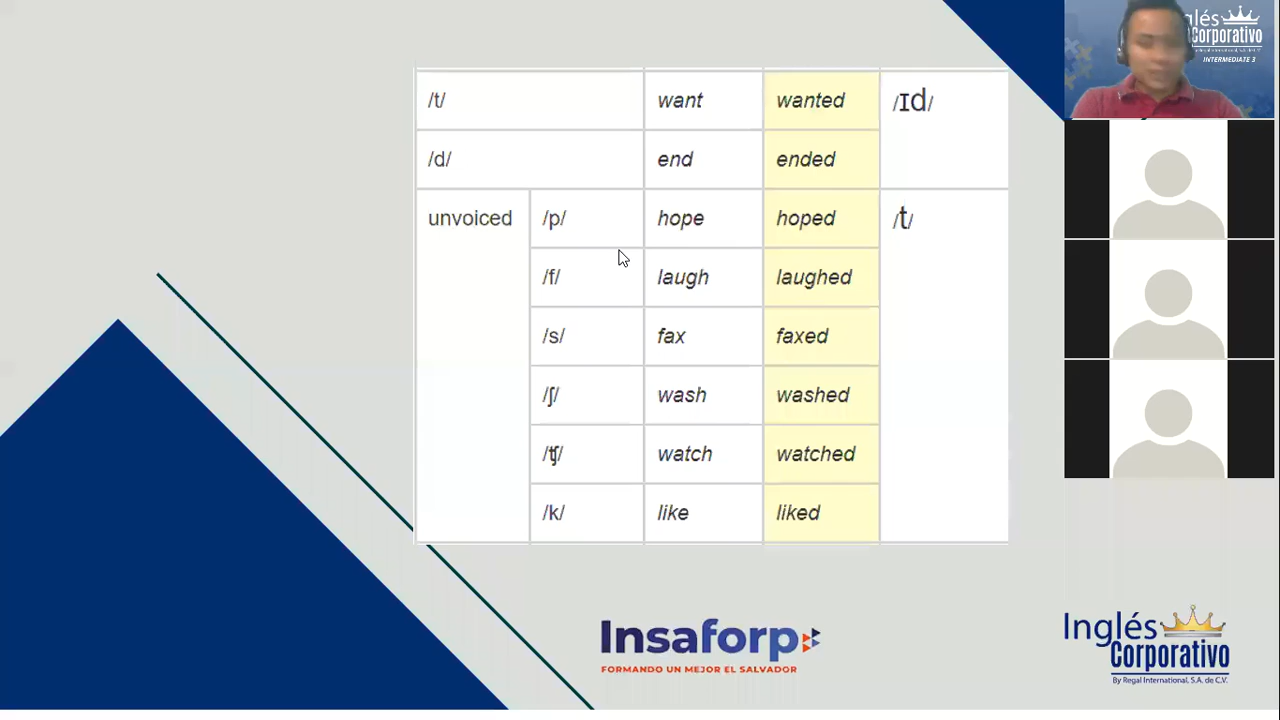 /t/ want wanted /ɪd/
/d/ end ended
unvoiced /p/ hope hoped /t/
/f/ laugh laughed
/s/ fax faxed
/ʃ/ wash washed
/ʧ/ watch watched
/k/ like liked
Insaforp
FORMANDO UN MEJOR EL SALVADOR
Inglés
Corporativo
By Regal International, S.A. de C.V.
glés
Corporativo
INTERMEDIATE 3